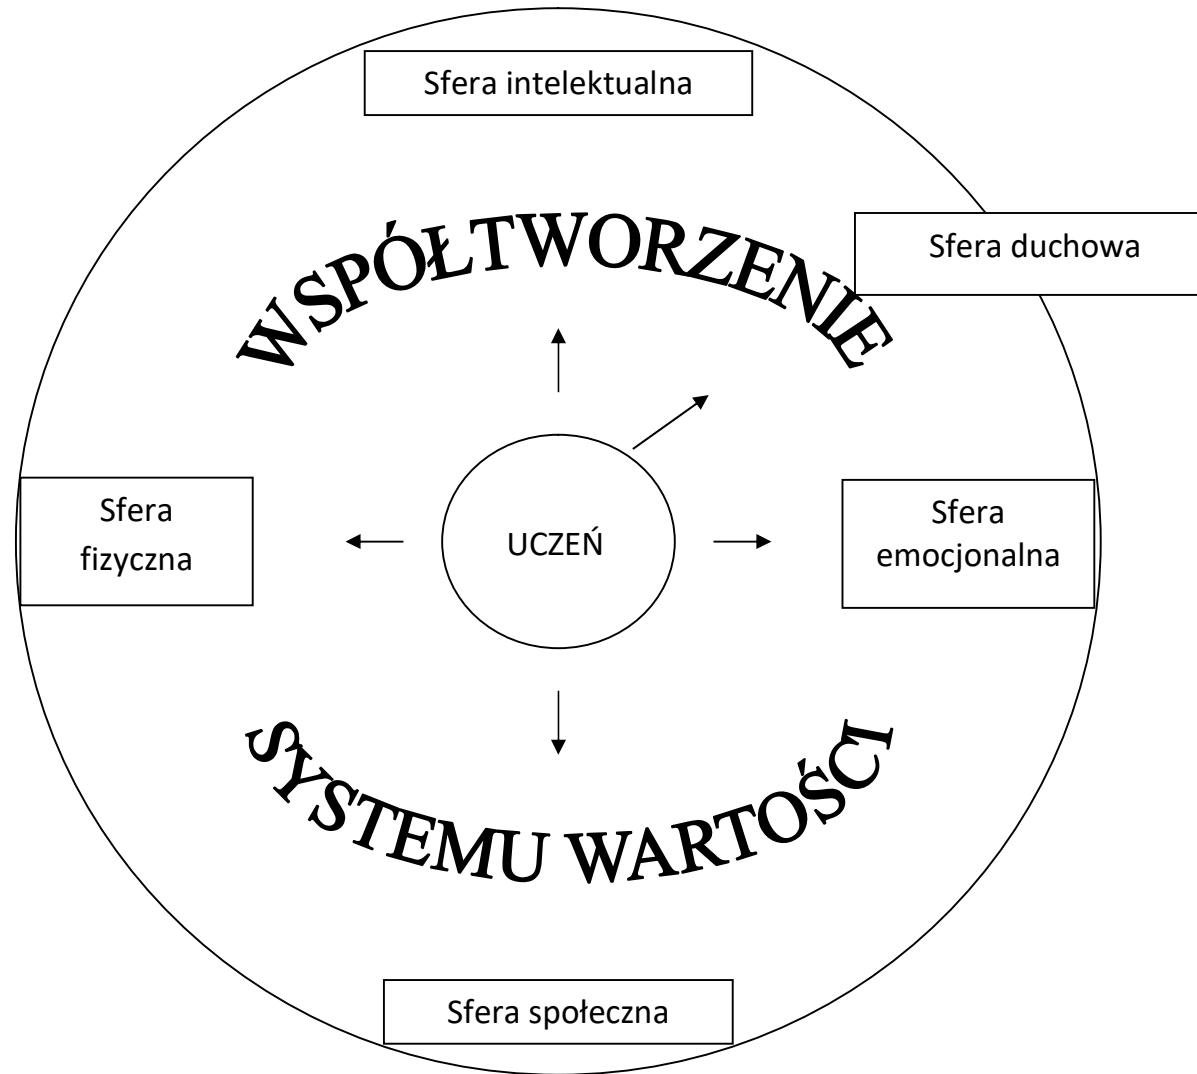 Sfera intelektualna
Sfera duchowa
WSPÓŁTWORZENIE
Sfera
fizyczna
UCZEŃ
Sfera
emocjonalna
SYSTEMU WARTOŚCI
Sfera społeczna